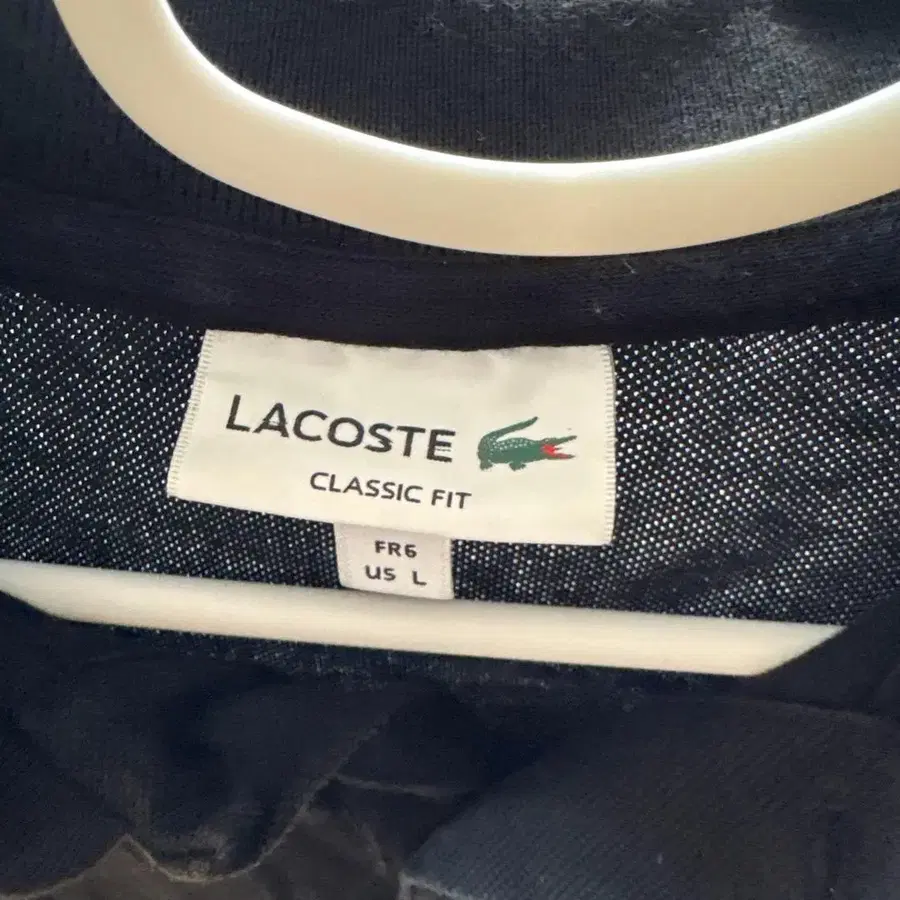 LACOSTE
CLASSIC FIT
FR6
US L